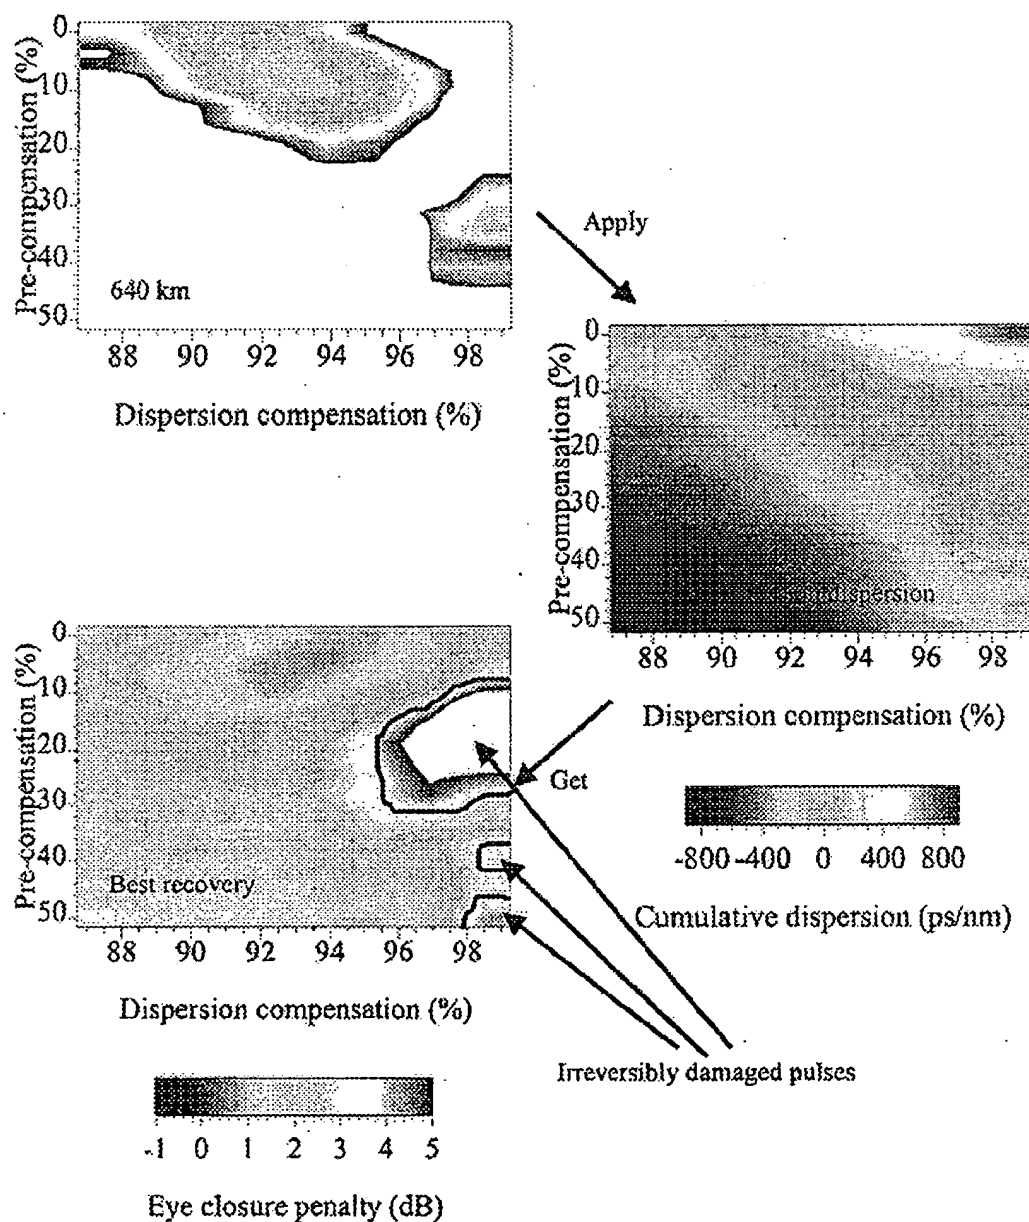 Pre-compensation (%)
0
10
20
30
40
50
640 km
88 90 92 94 96 98
Dispersion compensation (%)
Apply
Pre-compensation (%)
0
10
20
30
40
50
dispersion
88 90 92 94 96 98
Dispersion compensation (%)
Pre-compensation (%)
0
10
20
30
40
50
Best recovery
88 90 92 94 96 98
Dispersion compensation (%)
Get
-800 -400 0 400 800
Cumulative dispersion (ps/nm)
Irreversibly damaged pulses
-1 0 1 2 3 4 5
Eye closure penalty (dB)